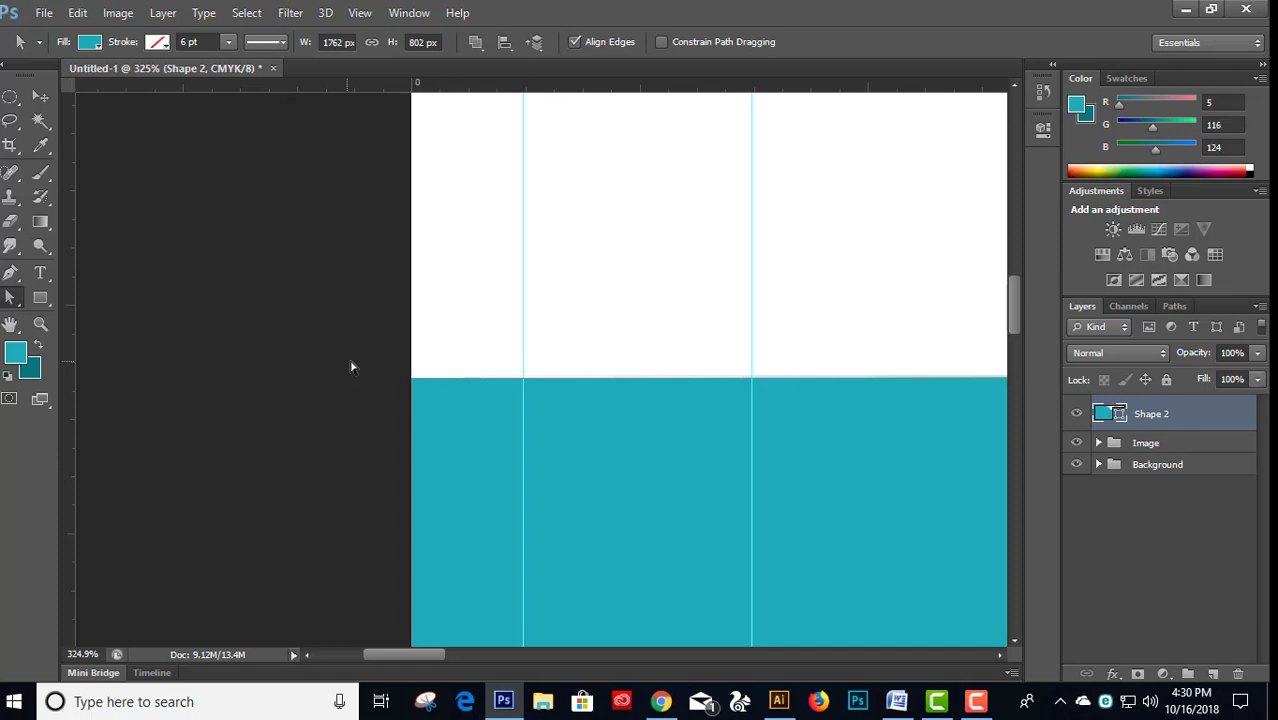 Ps File Edit Image Layer Type Select Filter 3D View Window Help
Fill: Stroke: 6 pt W: 1762 px H: 802 px Align Edges Constrain Path Dragging Essentials
Untitled-1 @ 325% (Shape 2, CMYK/8) * ×
0
Color Swatches
R 5
G 116
B 124
Adjustments Styles
Add an adjustment
Layers Channels Paths
Kind
Normal Opacity: 100%
Lock: Fill: 100%
Shape 2
Image
Background
324.9% Doc: 9.12M/13.4M
Mini Bridge Timeline
Type here to search
Ps Ai Ps
1
4:30 PM
10/16/2018